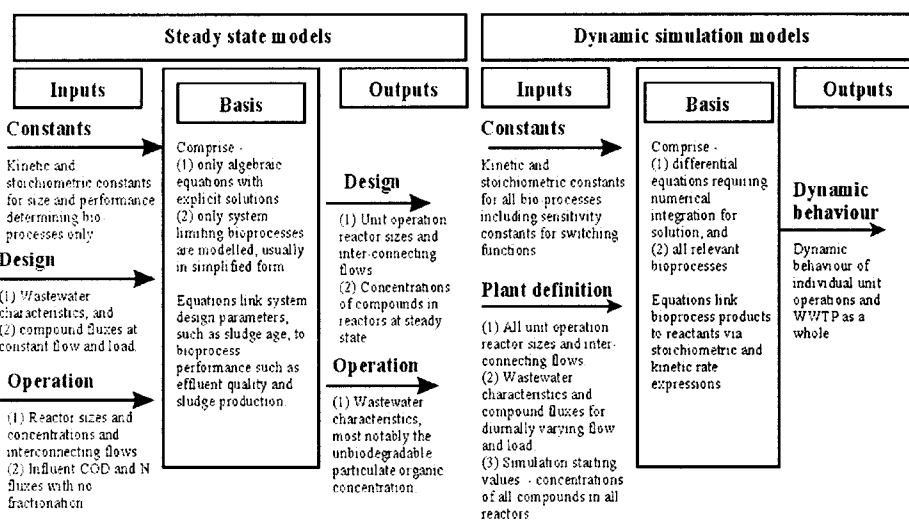 Steady state models
Inputs
Basis
Outputs
Constants
Kinetic and
stoichiometric constants
for size and performance
determining bio-
processes only
Design
(1) Wastewater
characteristics, and
(2) compound fluxes at
constant flow and load.
Operation
(1) Reactor sizes and
concentrations and
interconnecting flows
(2) Influent COD and N
fluxes with no
fractionation
Comprise -
(1) only algebraic
equations with
explicit solutions
(2) only system
limiting bioprocesses
are modelled, usually
in simplified form
Equations link system
design parameters,
such as sludge age, to
bioprocess
performance such as
effluent quality and
sludge production.
Design
(1) Unit operation
reactor sizes and
inter-connecting
flows
(2) Concentrations
of compounds in
reactors at steady
state
Operation
(1) Wastewater
characteristics,
most notably the
unbiodegradable
particulate organic
concentration.
Dynamic simulation models
Inputs
Basis
Outputs
Constants
Kinetic and
stoichiometric constants
for all bio-processes
including sensitivity
constants for switching
functions
Plant definition
(1) All unit operation
reactor sizes and inter-
connecting flows.
(2) Wastewater
characteristics and
compound fluxes for
diurnally varying flow
and load.
(3) Simulation starting
values - concentrations
of all compounds in all
reactors
Comprise -
(1) differential
equations requiring
numerical
integration for
solution, and
(2) all relevant
bioprocesses
Equations link
bioprocess products
to reactants via
stoichiometric and
kinetic rate
expressions
Dynamic
behaviour
Dynamic
behaviour of
individual unit
operations and
WWTP as a
whole